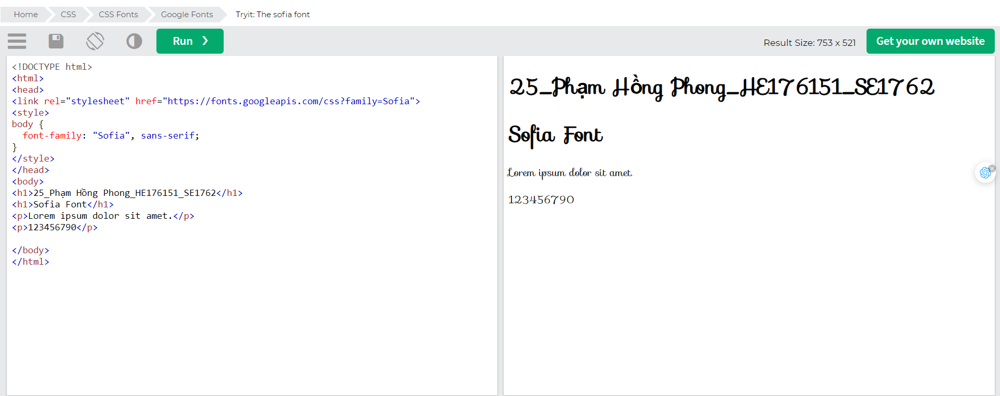 Home CSS CSS Fonts Google Fonts Tryit: The sofia font
Run ❯ Result Size: 753 x 521 Get your own website
<!DOCTYPE html>
<html>
<head>
<link rel="stylesheet" href="https://fonts.googleapis.com/css?family=Sofia">
<style>
body {
  font-family: "Sofia", sans-serif;
}
</style>
</head>
<body>
<h1>25_Phạm Hồng Phong_HE176151_SE1762</h1>
<h1>Sofia Font</h1>
<p>Lorem ipsum dolor sit amet.</p>
<p>123456790</p>
</body>
</html>
25_Phạm Hồng Phong_HE176151_SE1762
Sofia Font
Lorem ipsum dolor sit amet.
123456790